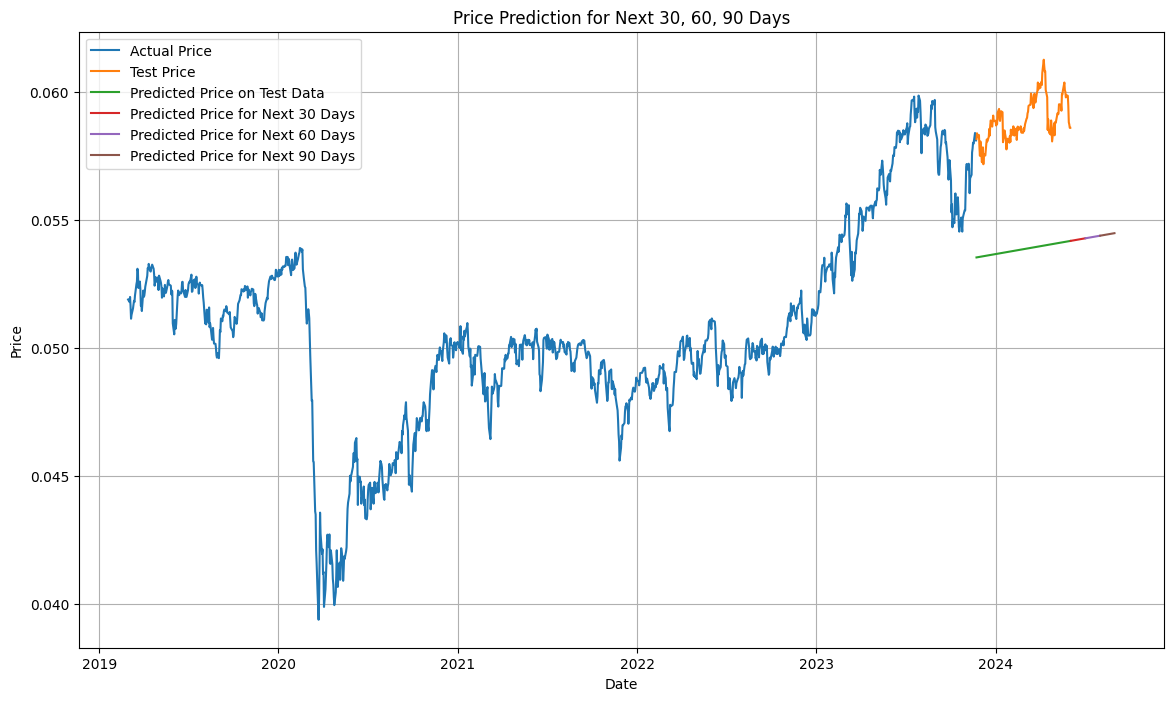 Price Prediction for Next 30, 60, 90 Days
Actual Price
Test Price
Predicted Price on Test Data
Predicted Price for Next 30 Days
Predicted Price for Next 60 Days
Predicted Price for Next 90 Days
Price
0.060
0.055
0.050
0.045
0.040
2019
2020
2021
2022
2023
2024
Date